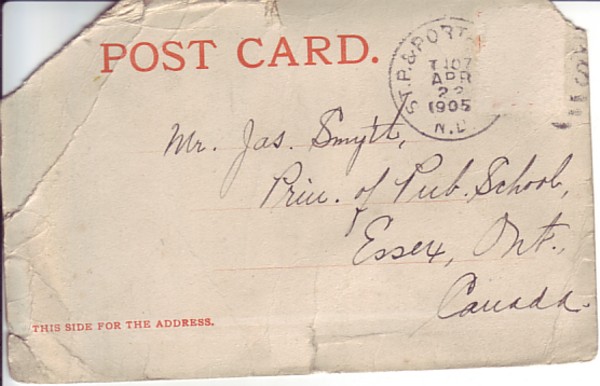 POST CARD.
ST.P. & PORT
T 107
APR
22
1905
N.D
Mr. Jas. Smyth,
Prin. of Pub. School,
Essex, Ont.,
Canada.
THIS SIDE FOR THE ADDRESS.